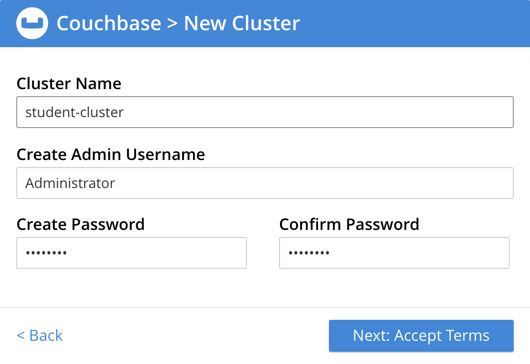 Couchbase > New Cluster
Cluster Name
student-cluster
Create Admin Username
Administrator
Create Password Confirm Password
•••••••• ••••••••
< Back Next: Accept Terms